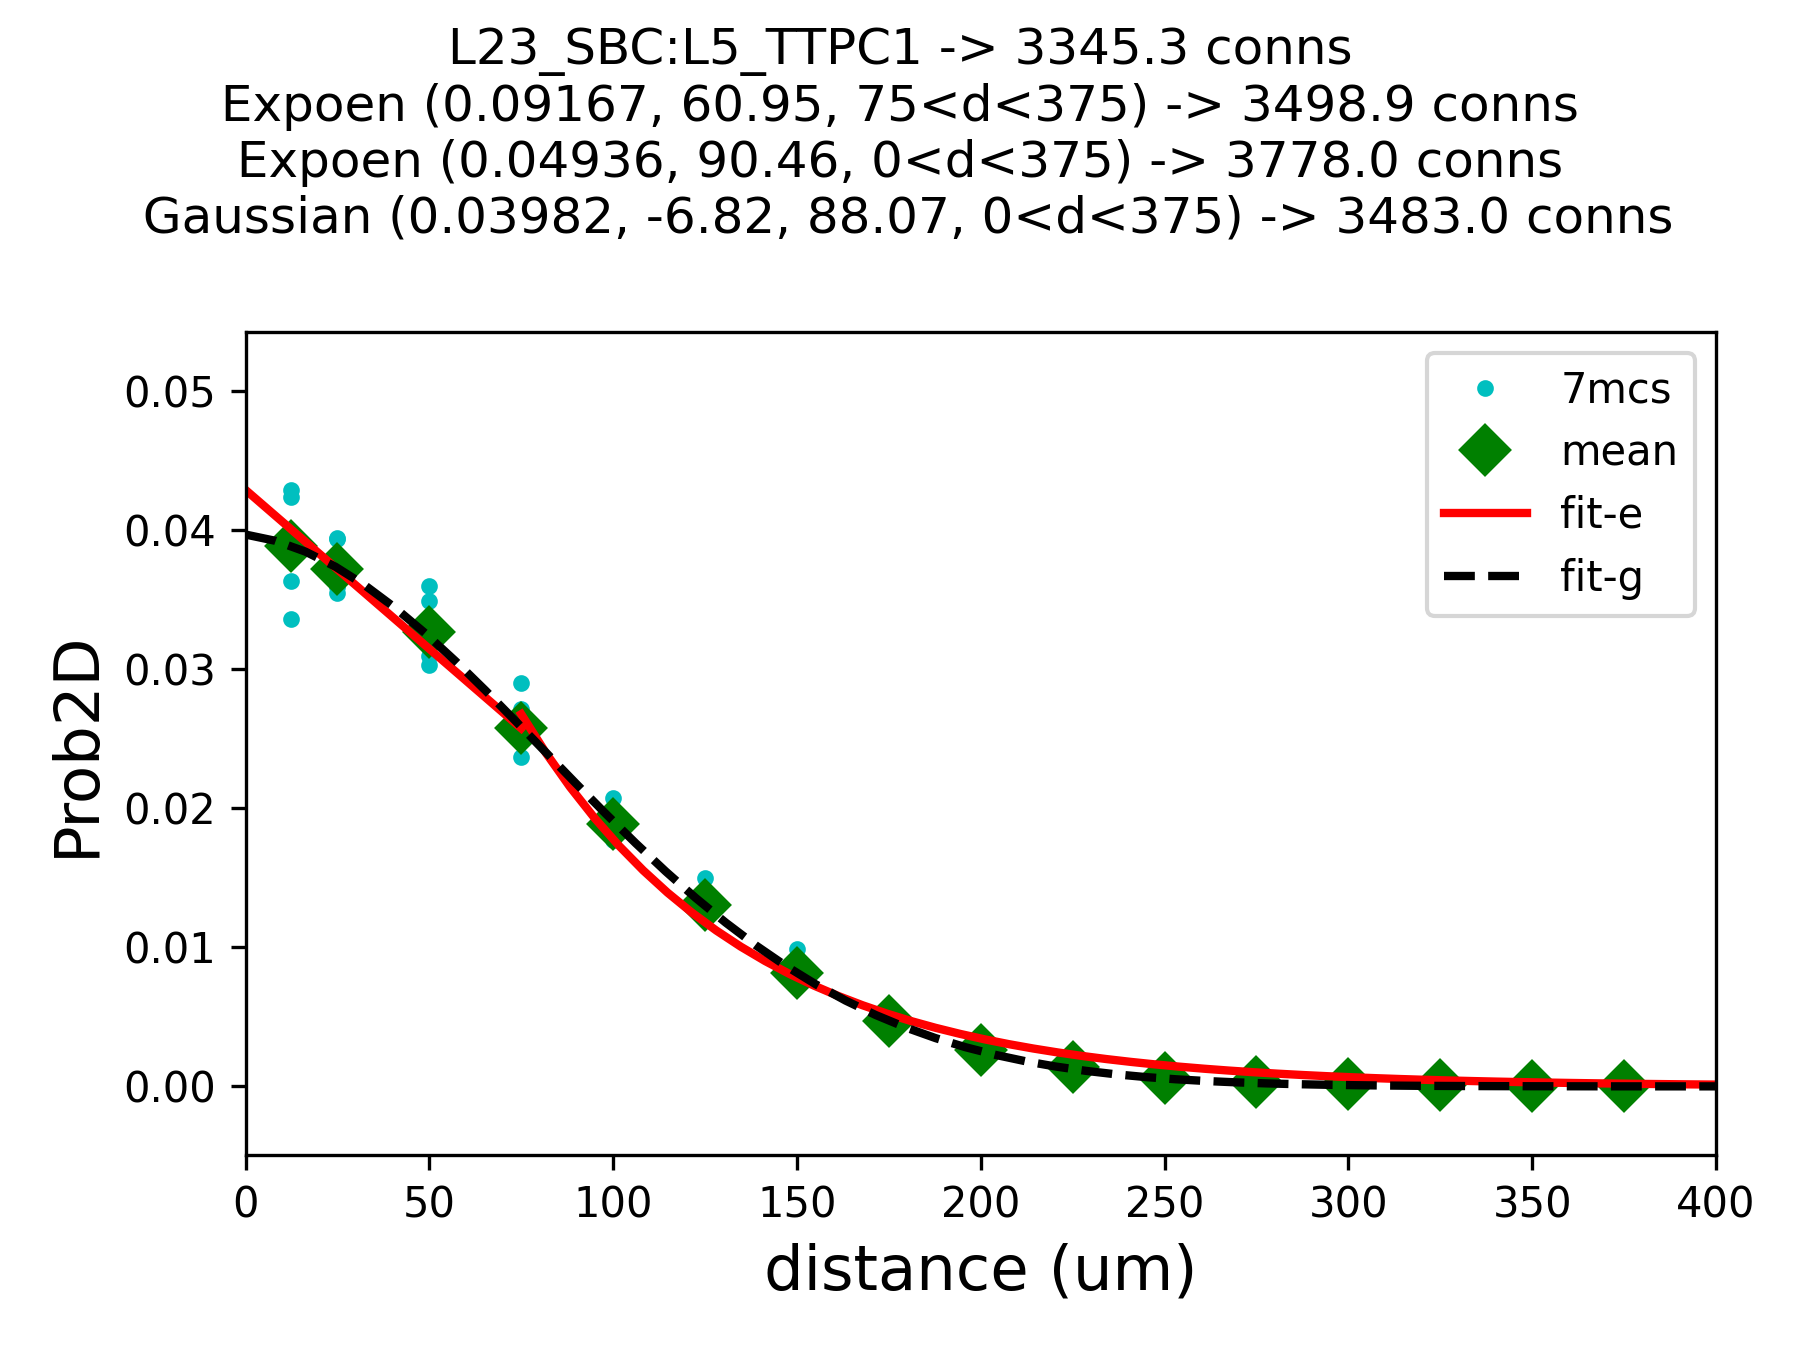 L23_SBC:L5_TTPC1 -> 3345.3 conns
Expoen (0.09167, 60.95, 75<d<375) -> 3498.9 conns
Expoen (0.04936, 90.46, 0<d<375) -> 3778.0 conns
Gaussian (0.03982, -6.82, 88.07, 0<d<375) -> 3483.0 conns
7mcs
mean
fit-e
fit-g
Prob2D
0.05
0.04
0.03
0.02
0.01
0.00
0 50 100 150 200 250 300 350 400
distance (um)